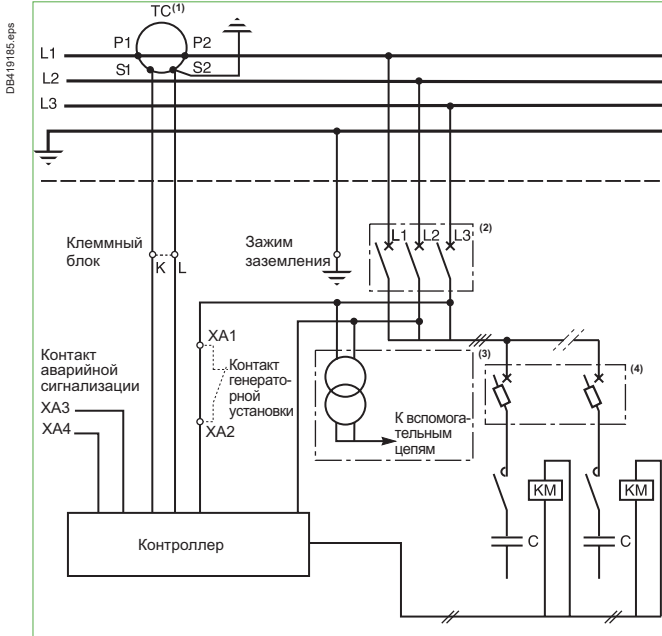 DB419185.eps
TC(1)
P1
P2
L1
S1
S2
L2
L3
Клеммный
блок
K
L
Зажим
заземления
L1
L2
L3
(2)
XA1
Контакт
генерато-
рной
установки
XA2
Контакт
аварийной
сигнализации
XA3
XA4
(3)
К вспомога-
тельным
цепям
(4)
KM
KM
C
C
Контроллер